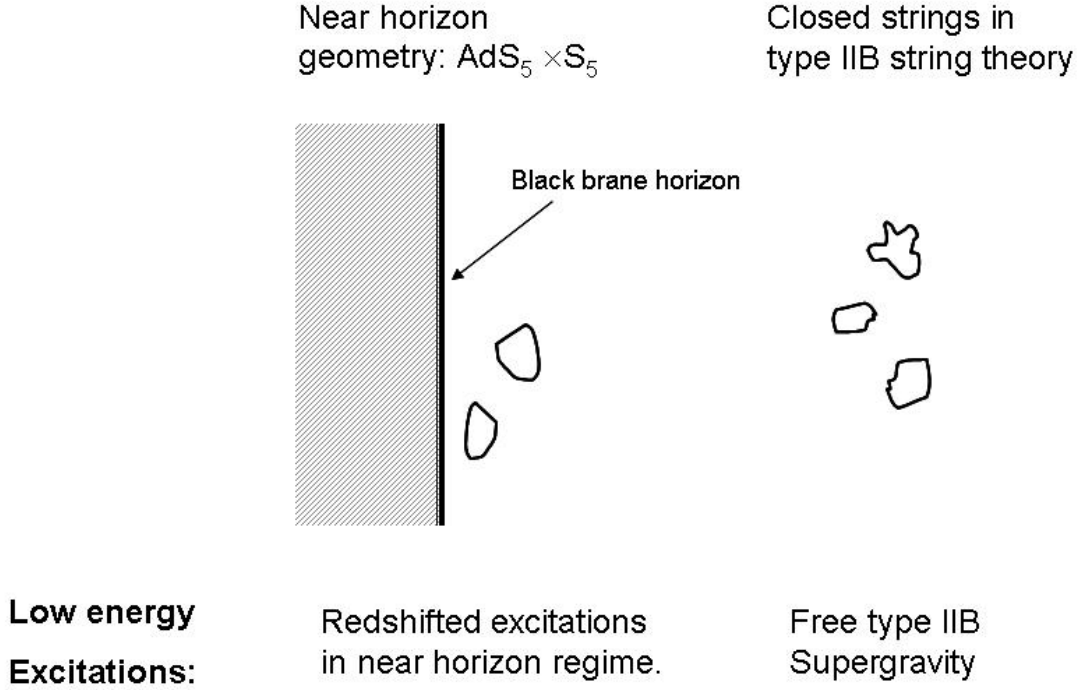 Near horizon
geometry: AdS₅ ×S₅
Closed strings in
type IIB string theory
Black brane horizon
Low energy
Excitations:
Redshifted excitations
in near horizon regime.
Free type IIB
Supergravity